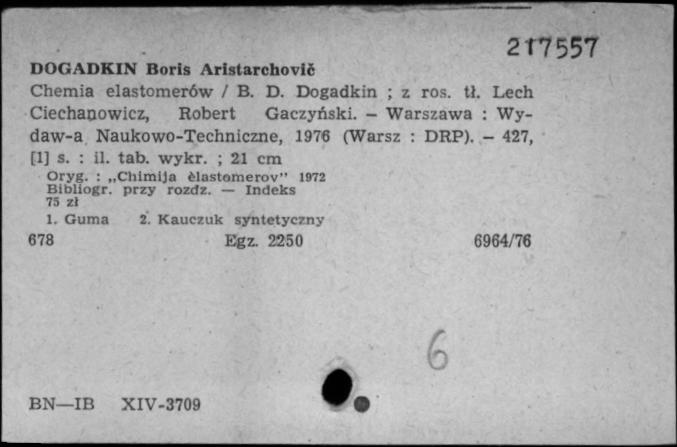 217557
DOGADKIN Boris Aristarchovič
Chemia elastomerów / B. D. Dogadkin ; z ros. tł. Lech
Ciechanowicz, Robert Gaczyński. – Warszawa : Wy-
daw-a Naukowo-Techniczne, 1976 (Warsz : DRP). – 427,
[1] s. : il. tab. wykr. ; 21 cm
Oryg. : „Chimija èlastomerov” 1972
Bibliogr. przy rozdz. — Indeks
75 zł
1. Guma 2. Kauczuk syntetyczny
678 Egz. 2250 6964/76
6
BN—IB XIV-3709